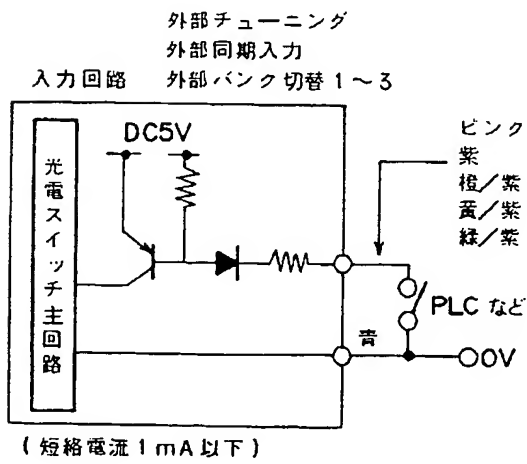 外部チューニング
外部同期入力
入力回路 外部バンク切替1～3
DC5V
光電スイッチ主回路
ピンク
紫
橙/紫
黄/紫
緑/紫
PLCなど
青
0V
(短絡電流1mA以下)